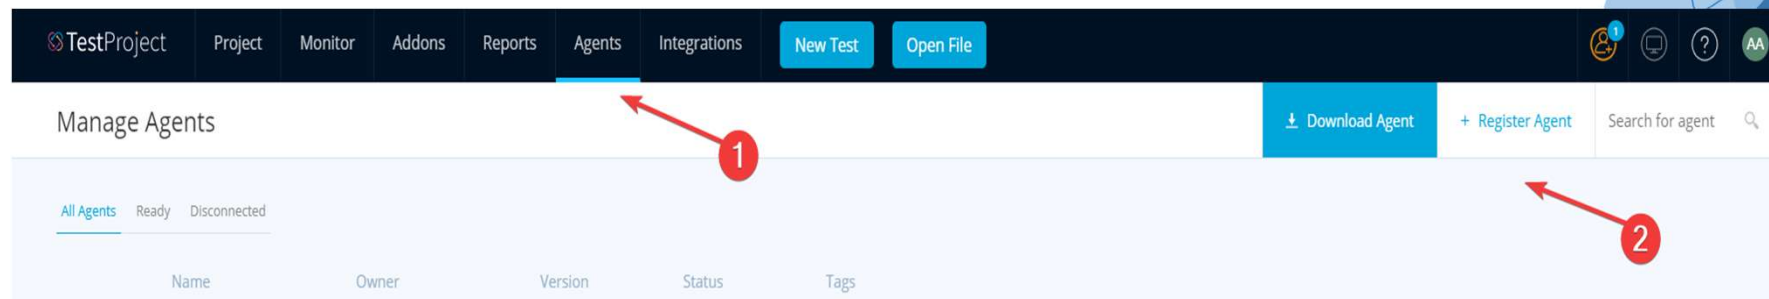 TestProject Project Monitor Addons Reports Agents Integrations New Test Open File 1 ? AA
Manage Agents Download Agent + Register Agent Search for agent
1
All Agents Ready Disconnected
2
Name Owner Version Status Tags